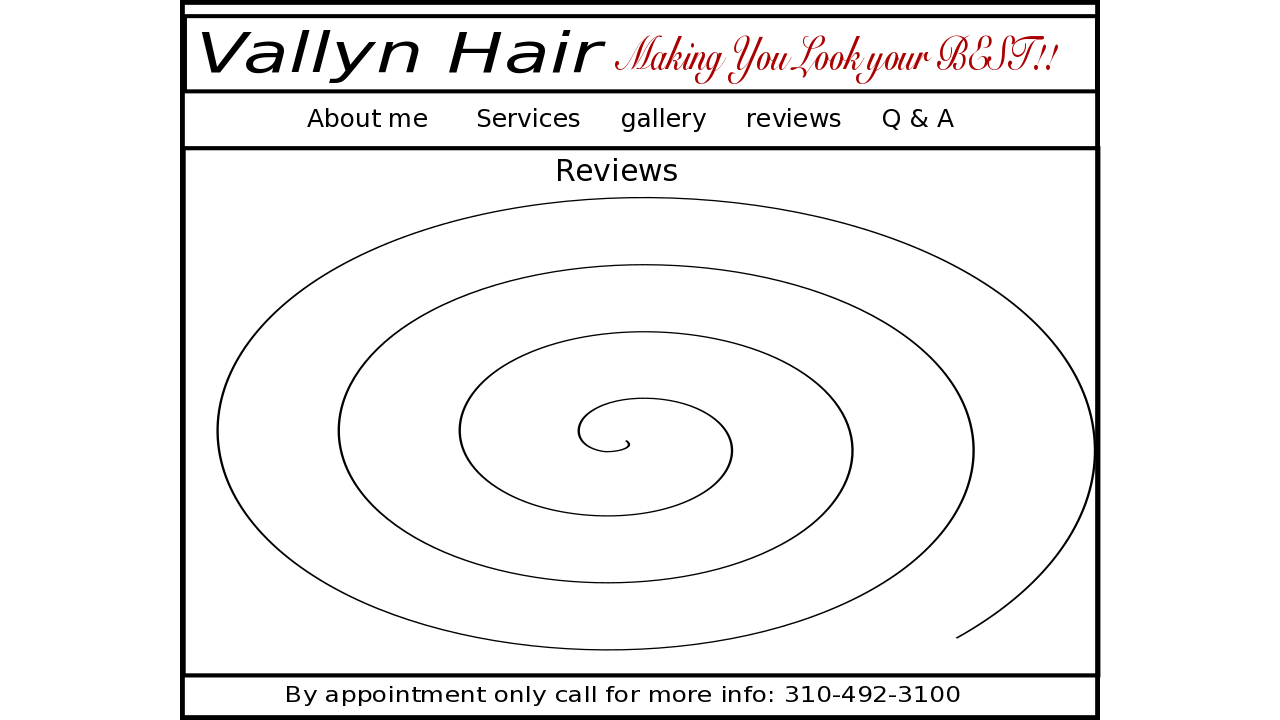 Vallyn Hair Making You Look your BEST!!
About me Services gallery reviews Q & A
Reviews
By appointment only call for more info: 310-492-3100